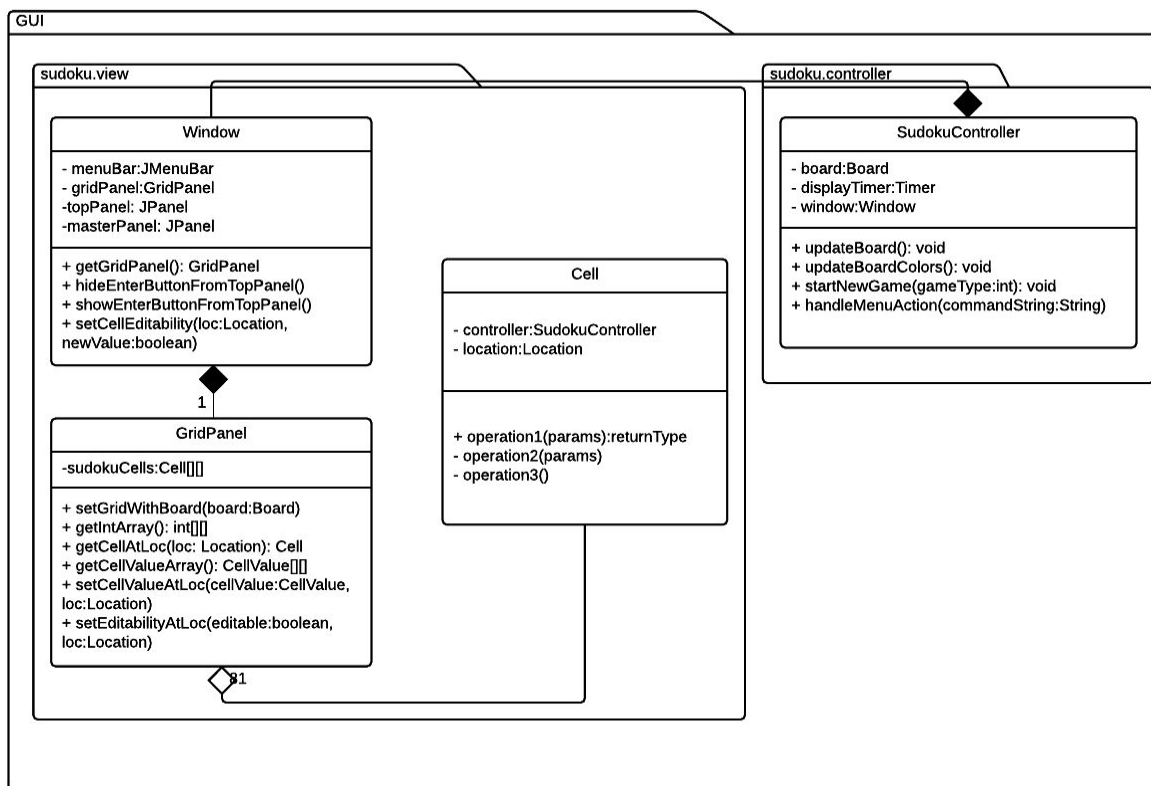 GUI
sudoku.view
sudoku.controller
Window
- menuBar:JMenuBar
- gridPanel:GridPanel
-topPanel: JPanel
-masterPanel: JPanel
+ getGridPanel(): GridPanel
+ hideEnterButtonFromTopPanel()
+ showEnterButtonFromTopPanel()
+ setCellEditability(loc:Location,
newValue:boolean)
1
GridPanel
-sudokuCells:Cell[][]
+ setGridWithBoard(board:Board)
+ getIntArray(): int[][]
+ getCellAtLoc(loc: Location): Cell
+ getCellValueArray(): CellValue[][]
+ setCellValueAtLoc(cellValue:CellValue,
loc:Location)
+ setEditabilityAtLoc(editable:boolean,
loc:Location)
81
Cell
- controller:SudokuController
- location:Location
+ operation1(params):returnType
- operation2(params)
- operation3()
SudokuController
- board:Board
- displayTimer:Timer
- window:Window
+ updateBoard(): void
+ updateBoardColors(): void
+ startNewGame(gameType:int): void
+ handleMenuAction(commandString:String)